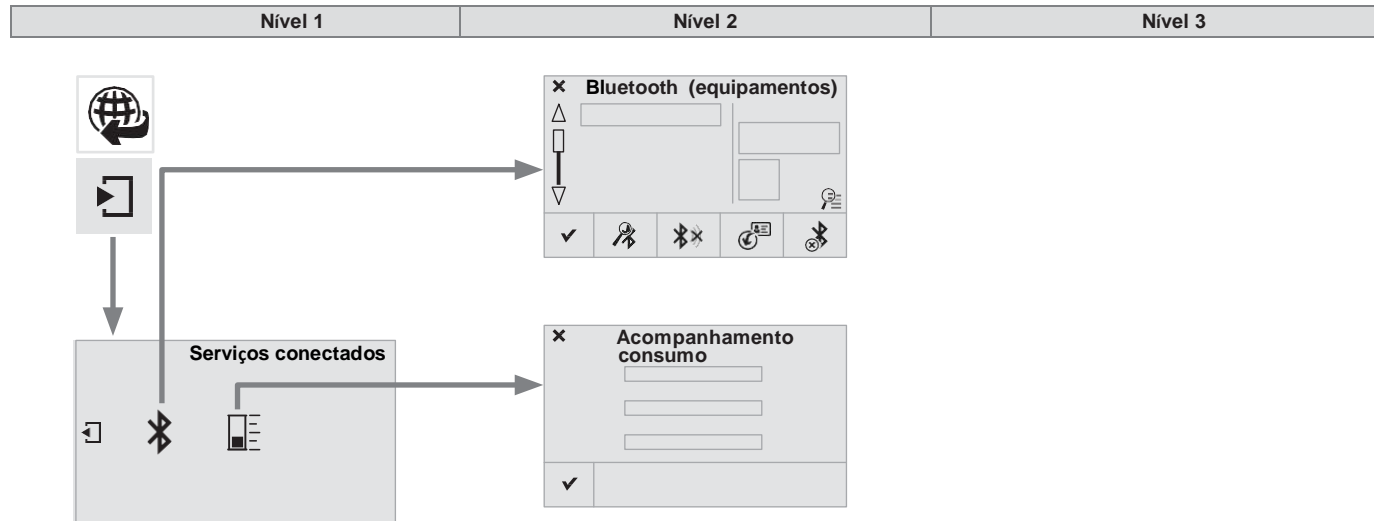 Nível 1
Nível 2
Nível 3
Bluetooth (equipamentos)
Serviços conectados
Acompanhamento
consumo